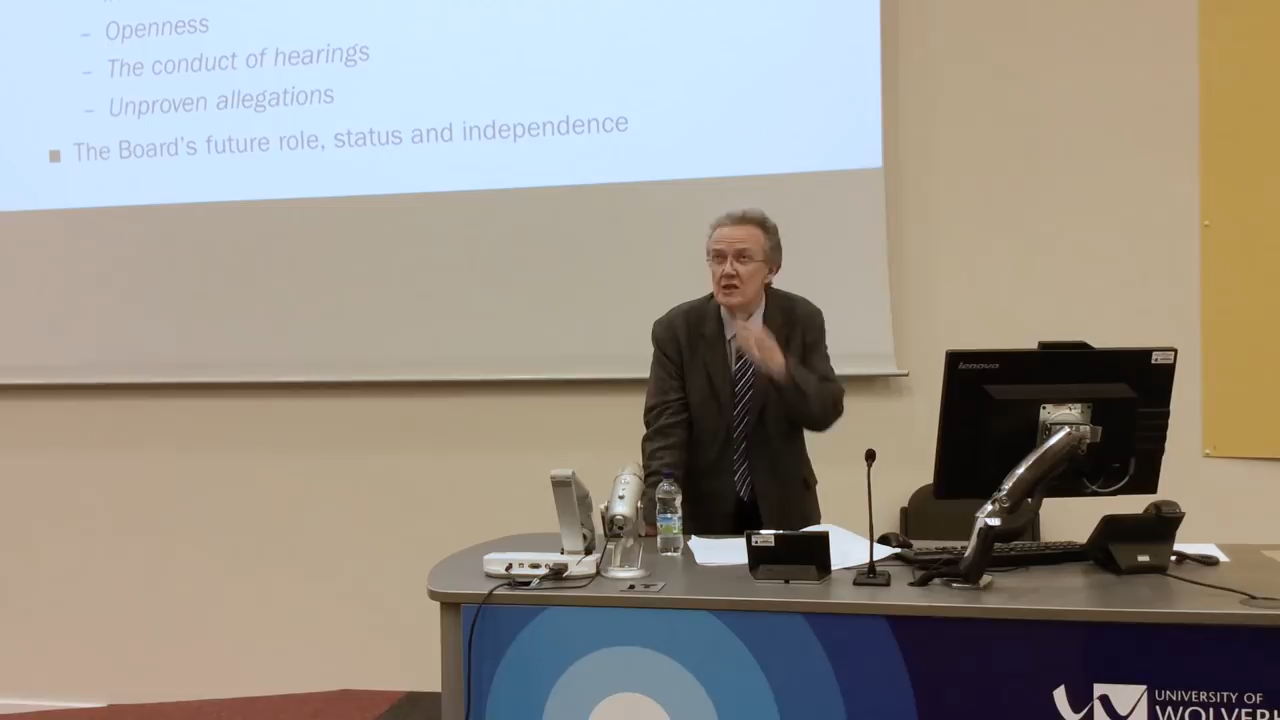 – Openness
– The conduct of hearings
– Unproven allegations
■ The Board's future role, status and independence
lenovo
UNIVERSITY OF